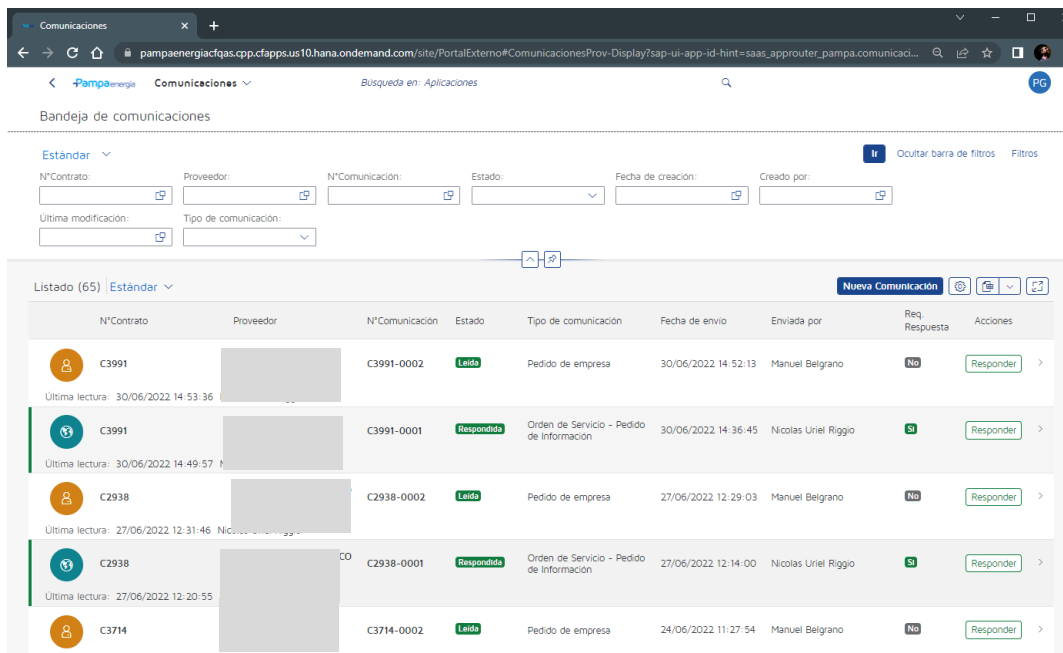 Comunicaciones
pampaenergiacfqas.cpp.cfapps.us10.hana.ondemand.com/site/PortalExterno#ComunicacionesProv-Display?sap-ui-app-id-hint=saas_approuter_pampa.comunicaci...
Pampa energía Comunicaciones Búsqueda en: Aplicaciones PG
Bandeja de comunicaciones
Estándar Ir Ocultar barra de filtros Filtros
N°Contrato: Proveedor: N°Comunicación: Estado: Fecha de creación: Creado por:
Última modificación: Tipo de comunicación:
Listado (65) Estándar Nueva Comunicación
N°Contrato Proveedor N°Comunicación Estado Tipo de comunicación Fecha de envío Enviada por Req. Respuesta Acciones
C3991 C3991-0002 Leída Pedido de empresa 30/06/2022 14:52:13 Manuel Belgrano No Responder
Última lectura: 30/06/2022 14:53:36
C3991 C3991-0001 Respondida Orden de Servicio - Pedido de Información 30/06/2022 14:36:45 Nicolas Uriel Riggio Si Responder
Última lectura: 30/06/2022 14:49:57
C2938 C2938-0002 Leída Pedido de empresa 27/06/2022 12:29:03 Manuel Belgrano No Responder
Última lectura: 27/06/2022 12:31:46
C2938 CO C2938-0001 Respondida Orden de Servicio - Pedido de Información 27/06/2022 12:14:00 Nicolas Uriel Riggio Si Responder
Última lectura: 27/06/2022 12:20:55
C3714 C3714-0002 Leída Pedido de empresa 24/06/2022 11:27:54 Manuel Belgrano No Responder